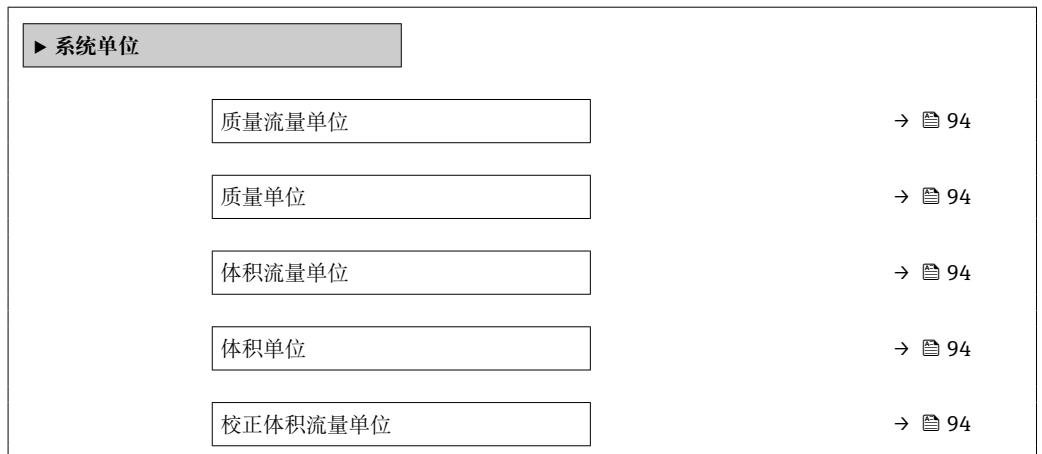 ▶ 系统单位
质量流量单位 → 🖹 94
质量单位 → 🖹 94
体积流量单位 → 🖹 94
体积单位 → 🖹 94
校正体积流量单位 → 🖹 94